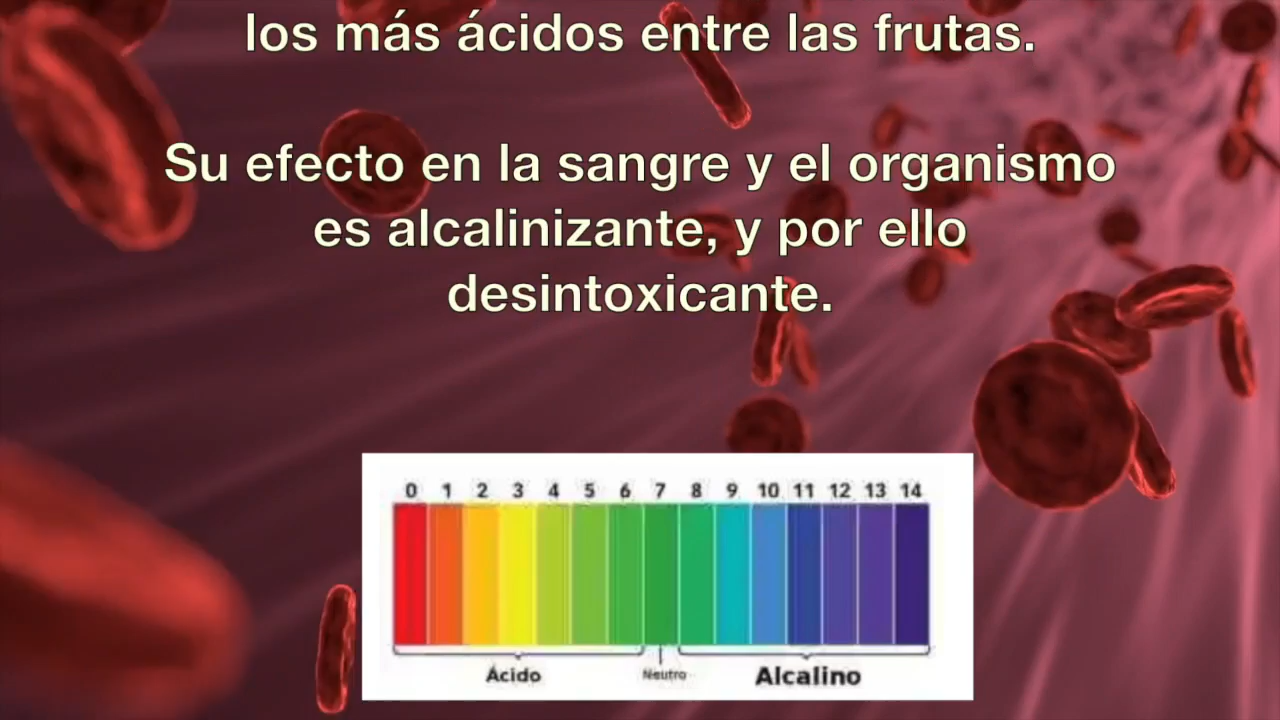 los más ácidos entre las frutas.
Su efecto en la sangre y el organismo
es alcalinizante, y por ello
desintoxicante.
0 1 2 3 4 5 6 7 8 9 10 11 12 13 14
Ácido Neutro Alcalino